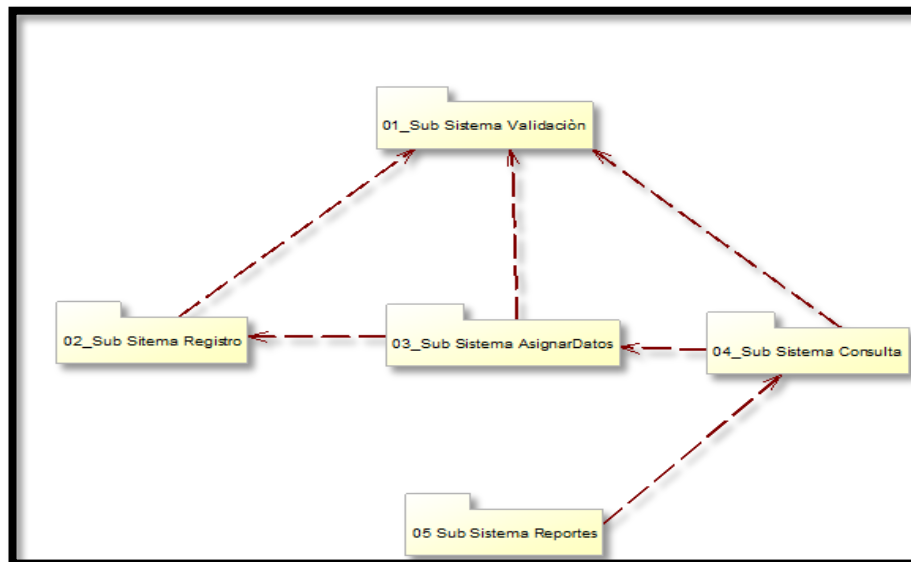 01_Sub Sistema Validaciòn
02_Sub Sitema Registro
03_Sub Sistema AsignarDatos
04_Sub Sistema Consulta
05 Sub Sistema Reportes